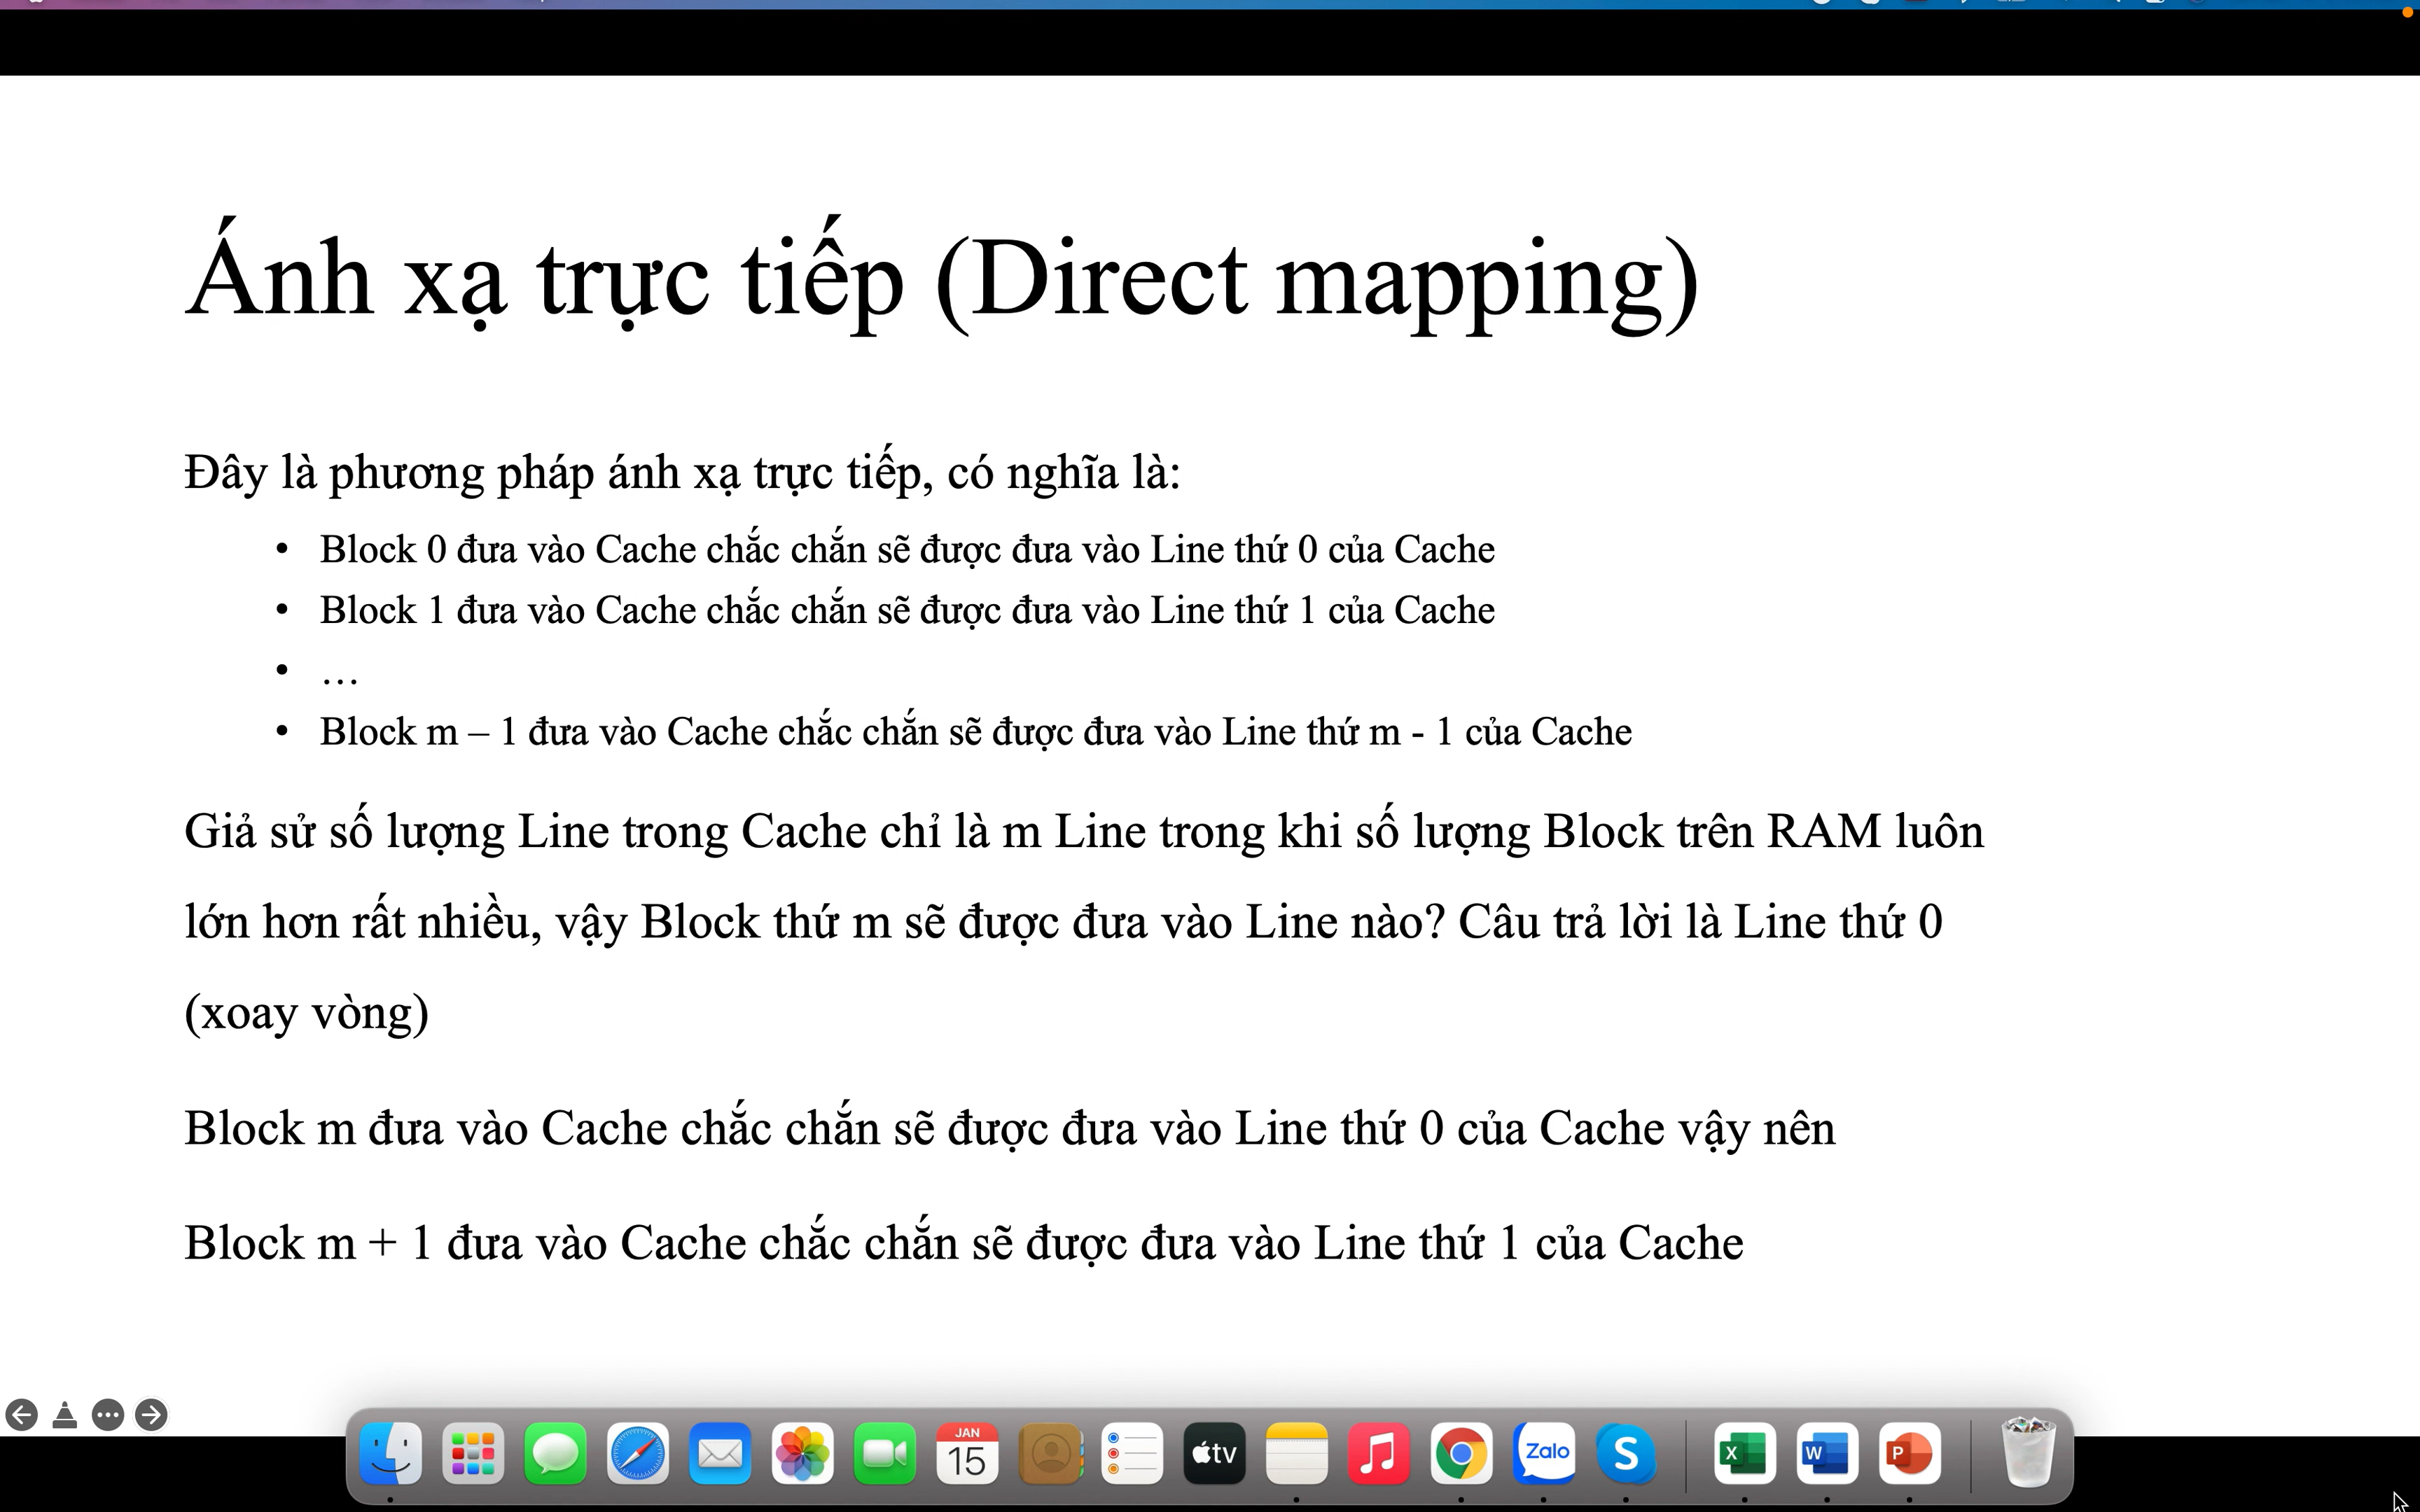 Ánh xạ trực tiếp (Direct mapping)
Đây là phương pháp ánh xạ trực tiếp, có nghĩa là:
• Block 0 đưa vào Cache chắc chắn sẽ được đưa vào Line thứ 0 của Cache
• Block 1 đưa vào Cache chắc chắn sẽ được đưa vào Line thứ 1 của Cache
• …
• Block m – 1 đưa vào Cache chắc chắn sẽ được đưa vào Line thứ m - 1 của Cache
Giả sử số lượng Line trong Cache chỉ là m Line trong khi số lượng Block trên RAM luôn
lớn hơn rất nhiều, vậy Block thứ m sẽ được đưa vào Line nào? Câu trả lời là Line thứ 0
(xoay vòng)
Block m đưa vào Cache chắc chắn sẽ được đưa vào Line thứ 0 của Cache vậy nên
Block m + 1 đưa vào Cache chắc chắn sẽ được đưa vào Line thứ 1 của Cache
JAN
15
tv
Zalo
S
X
W
P